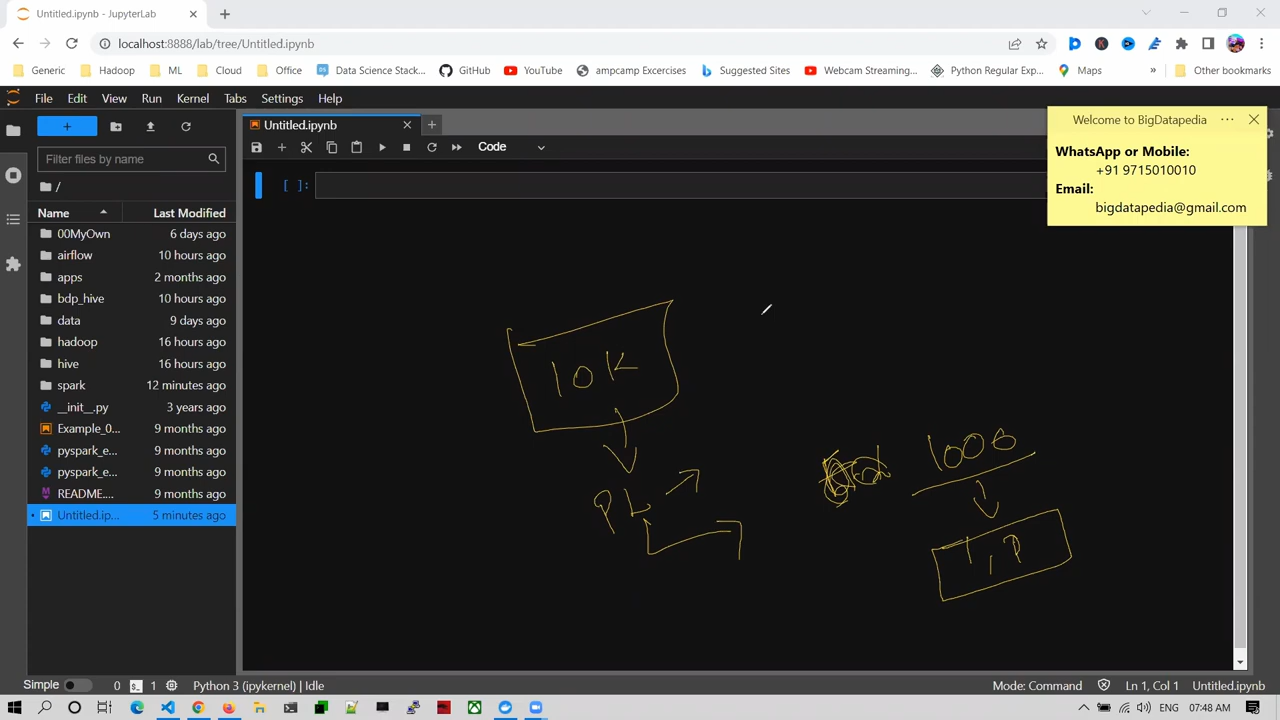 Untitled.ipynb - JupyterLab
localhost:8888/lab/tree/Untitled.ipynb
Generic Hadoop ML Cloud Office Data Science Stack... GitHub YouTube ampcamp Excercises Suggested Sites Webcam Streaming... Python Regular Exp... Maps » Other bookmarks
File Edit View Run Kernel Tabs Settings Help
Untitled.ipynb
Code
Filter files by name
[ ]:
/
Name Last Modified
00MyOwn 6 days ago
airflow 10 hours ago
apps 2 months ago
bdp_hive 10 hours ago
data 9 days ago
hadoop 16 hours ago
hive 16 hours ago
spark 12 minutes ago
__init__.py 3 years ago
Example_0... 9 months ago
pyspark_e... 9 months ago
pyspark_e... 9 months ago
README.... 9 months ago
Untitled.ip... 5 minutes ago
Welcome to BigDatapedia
WhatsApp or Mobile:
+91 9715010010
Email:
bigdatapedia@gmail.com
10K
PL
1000
Simple 0 1 Python 3 (ipykernel) | Idle Mode: Command Ln 1, Col 1 Untitled.ipynb
ENG 07:48 AM